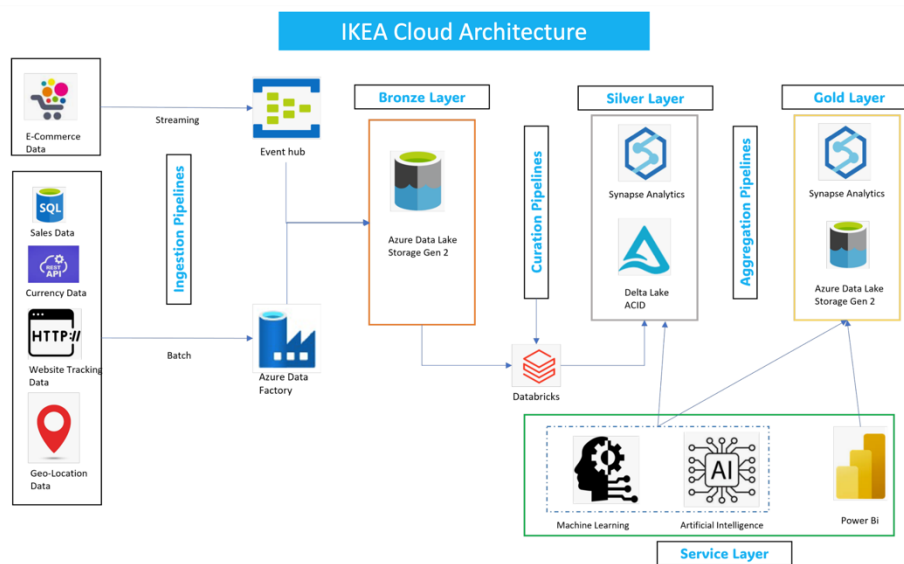 IKEA Cloud Architecture
E-Commerce
Data
Streaming
Event hub
Bronze Layer
Silver Layer
Gold Layer
SQL
Sales Data
REST
API
Currency Data
HTTP://
Website Tracking
Data
Geo-Location
Data
Ingestion Pipelines
Batch
Azure Data
Factory
Azure Data Lake
Storage Gen 2
Curation Pipelines
Databricks
Synapse Analytics
Delta Lake
ACID
Aggregation Pipelines
Synapse Analytics
Azure Data Lake
Storage Gen 2
Machine Learning
AI
Artificial Intelligence
Power Bi
Service Layer